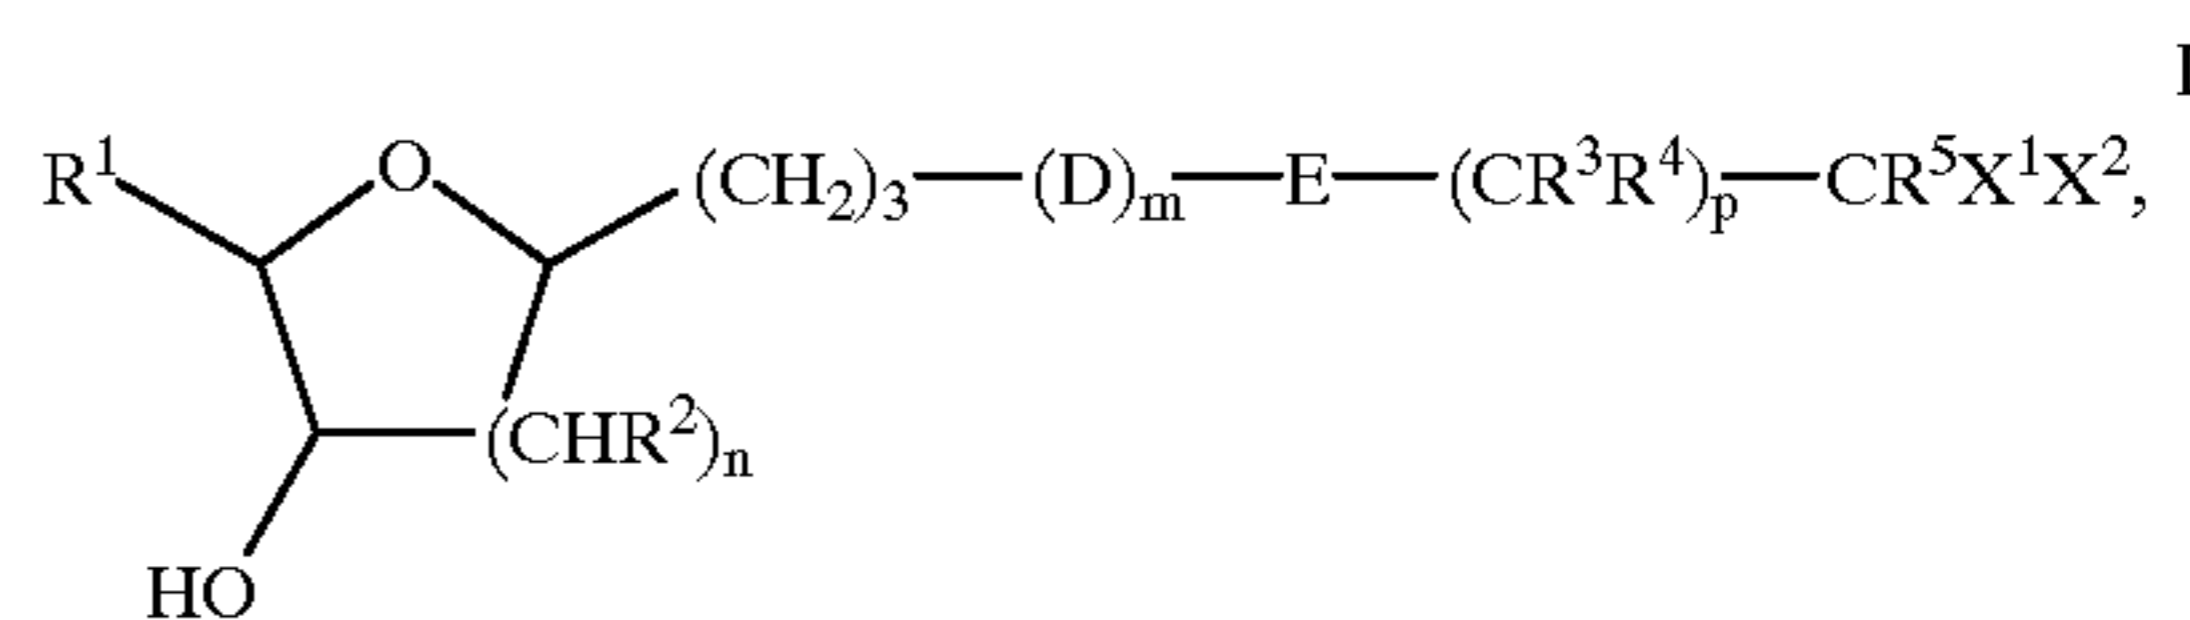 I
R¹ O (CH₂)₃—(D)ₘ—E—(CR³R⁴)ₚ—CR⁵X¹X²,
(CHR²)ₙ
HO